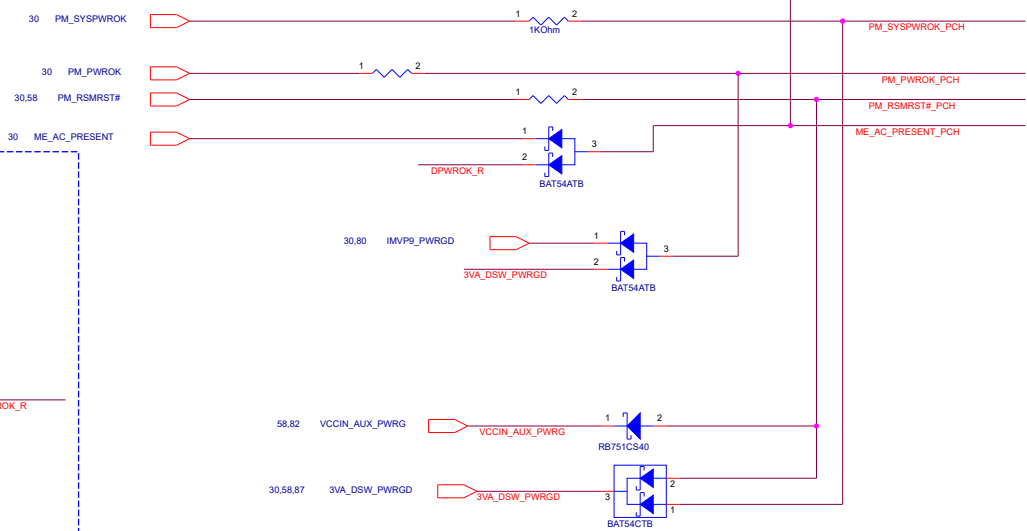 30 PM_SYSPWROK 1 2
1KOhm
PM_SYSPWROK_PCH
30 PM_PWROK 1 2
PM_PWROK_PCH
30,58 PM_RSMRST# 1 2
PM_RSMRST#_PCH
30 ME_AC_PRESENT 1
ME_AC_PRESENT_PCH
3
2
DPWROK_R
BAT54ATB
30,80 IMVP9_PWRGD 1
3
2
3VA_DSW_PWRGD
BAT54ATB
OK_R
58,82 VCCIN_AUX_PWRG 1 2
VCCIN_AUX_PWRG
RB751CS40
30,58,87 3VA_DSW_PWRGD 2
3VA_DSW_PWRGD 3
1
BAT54CTB